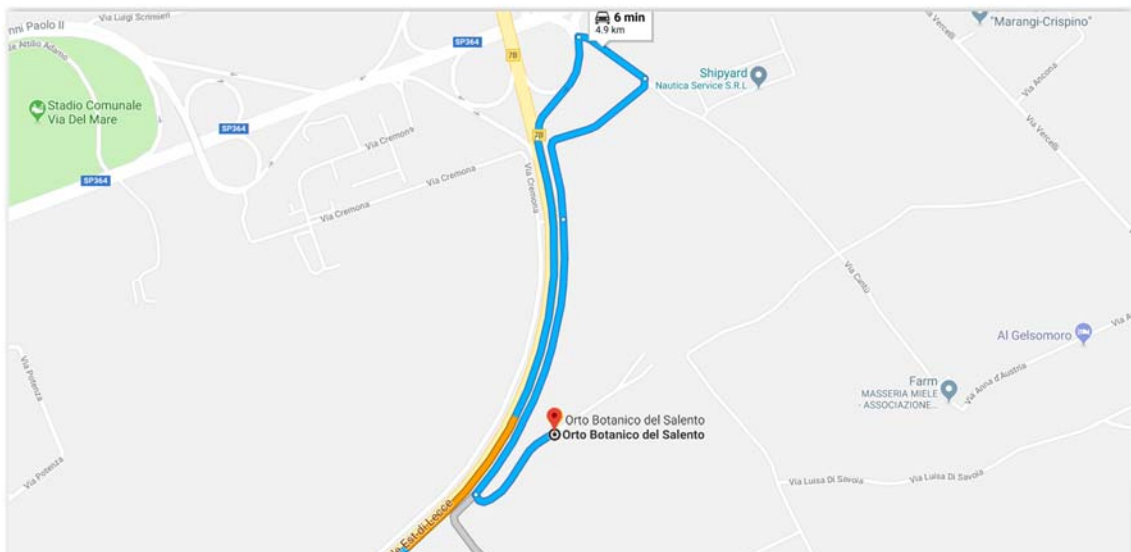 nni Paolo II
Via Luigi Scrimieri
le Attilio Adamo
SP364
7B
6 min
4.9 km
Via Vercelli
"Marangi-Crispino"
Shipyard
Nautica Service S.R.L
Via Ancona
Via Vercelli
Stadio Comunale
Via Del Mare
Via Cremona
7B
SP364
Via Cremona
Via Cremona
Via Cremona
Via Cantù
Al Gelsomoro
Via A
Via Potenza
Farm
MASSERIA MIELE
- ASSOCIAZIONE...
Via Anna d'Austria
Orto Botanico del Salento
Orto Botanico del Salento
Via Potenza
Via Luisa Di Savoia
Via Luisa Di Savoia
le Est di Lecce